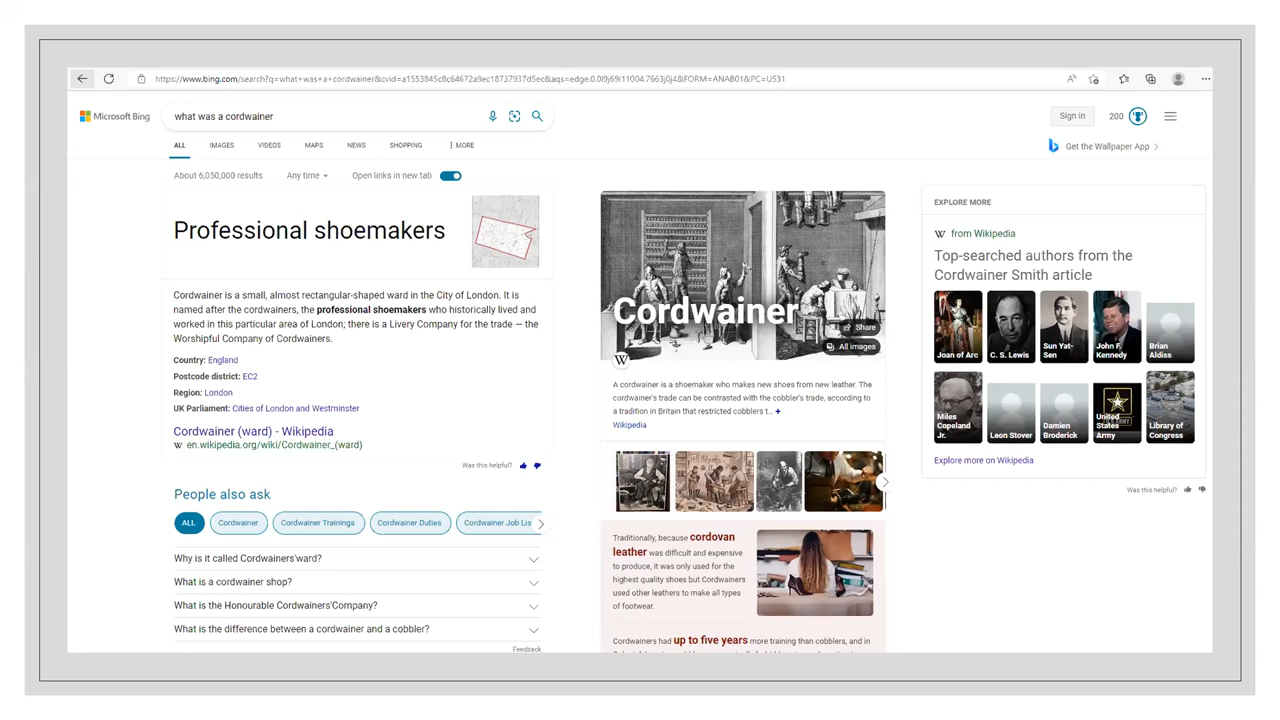 https://www.bing.com/search?q=what+was+a+cordwainer&cvid=a1553845c8c64672a9ec18737937d5ec&aqs=edge.0.0l9j69i11004.7663j0j4&FORM=ANAB01&PC=U531
Microsoft Bing
what was a cordwainer
Sign in
200
ALL
IMAGES
VIDEOS
MAPS
NEWS
SHOPPING
MORE
Get the Wallpaper App
About 6,050,000 results
Any time
Open links in new tab
Professional shoemakers
Cordwainer is a small, almost rectangular-shaped ward in the City of London. It is
named after the cordwainers, the professional shoemakers who historically lived and
worked in this particular area of London; there is a Livery Company for the trade — the
Worshipful Company of Cordwainers.
Country: England
Postcode district: EC2
Region: London
UK Parliament: Cities of London and Westminster
Cordwainer (ward) - Wikipedia
W en.wikipedia.org/wiki/Cordwainer_(ward)
Was this helpful?
People also ask
ALL
Cordwainer
Cordwainer Trainings
Cordwainer Duties
Cordwainer Job Lis
Why is it called Cordwainers'ward?
What is a cordwainer shop?
What is the Honourable Cordwainers'Company?
What is the difference between a cordwainer and a cobbler?
Feedback
Cordwainer
Share
All images
W
A cordwainer is a shoemaker who makes new shoes from new leather. The
cordwainer's trade can be contrasted with the cobbler's trade, according to
a tradition in Britain that restricted cobblers t... +
Wikipedia
Traditionally, because cordovan
leather was difficult and expensive
to produce, it was only used for the
highest quality shoes but Cordwainers
used other leathers to make all types
of footwear.
Cordwainers had up to five years more training than cobblers, and in
EXPLORE MORE
W from Wikipedia
Top-searched authors from the
Cordwainer Smith article
Joan of Arc
C. S. Lewis
Sun Yat-
Sen
John F.
Kennedy
Brian
Aldiss
Miles
Copeland
Jr.
Leon Stover
Damien
Broderick
United
States
Army
Library of
Congress
Explore more on Wikipedia
Was this helpful?